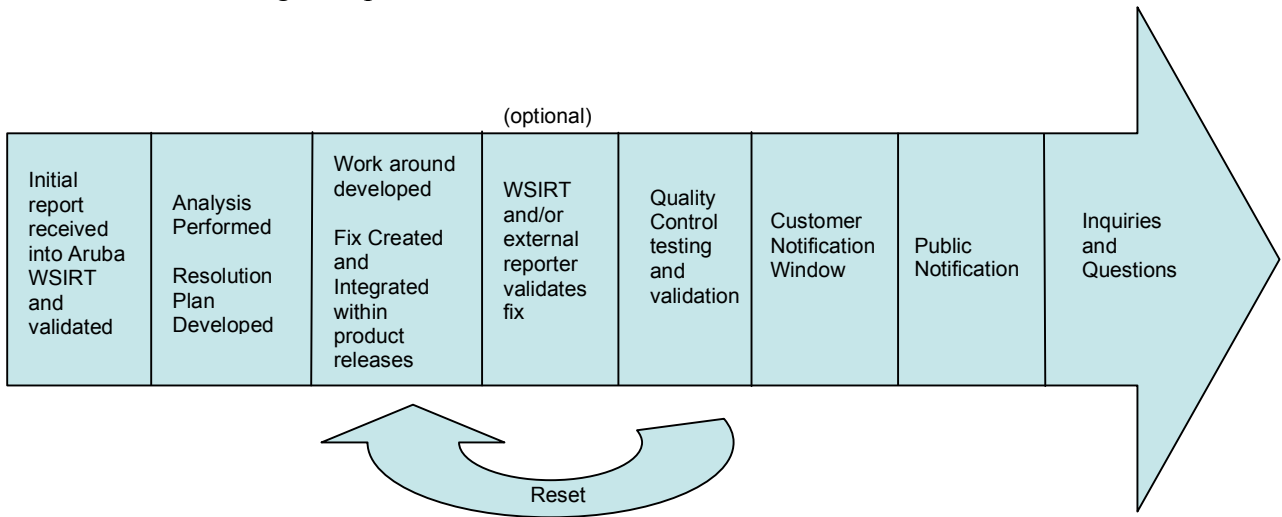 (optional)
Initial
report
received
into Aruba
WSIRT
and
validated
Analysis
Performed
Resolution
Plan
Developed
Work around
developed
Fix Created
and
Integrated
within
product
releases
WSIRT
and/or
external
reporter
validates
fix
Quality
Control
testing
and
validation
Customer
Notification
Window
Public
Notification
Inquiries
and
Questions
Reset